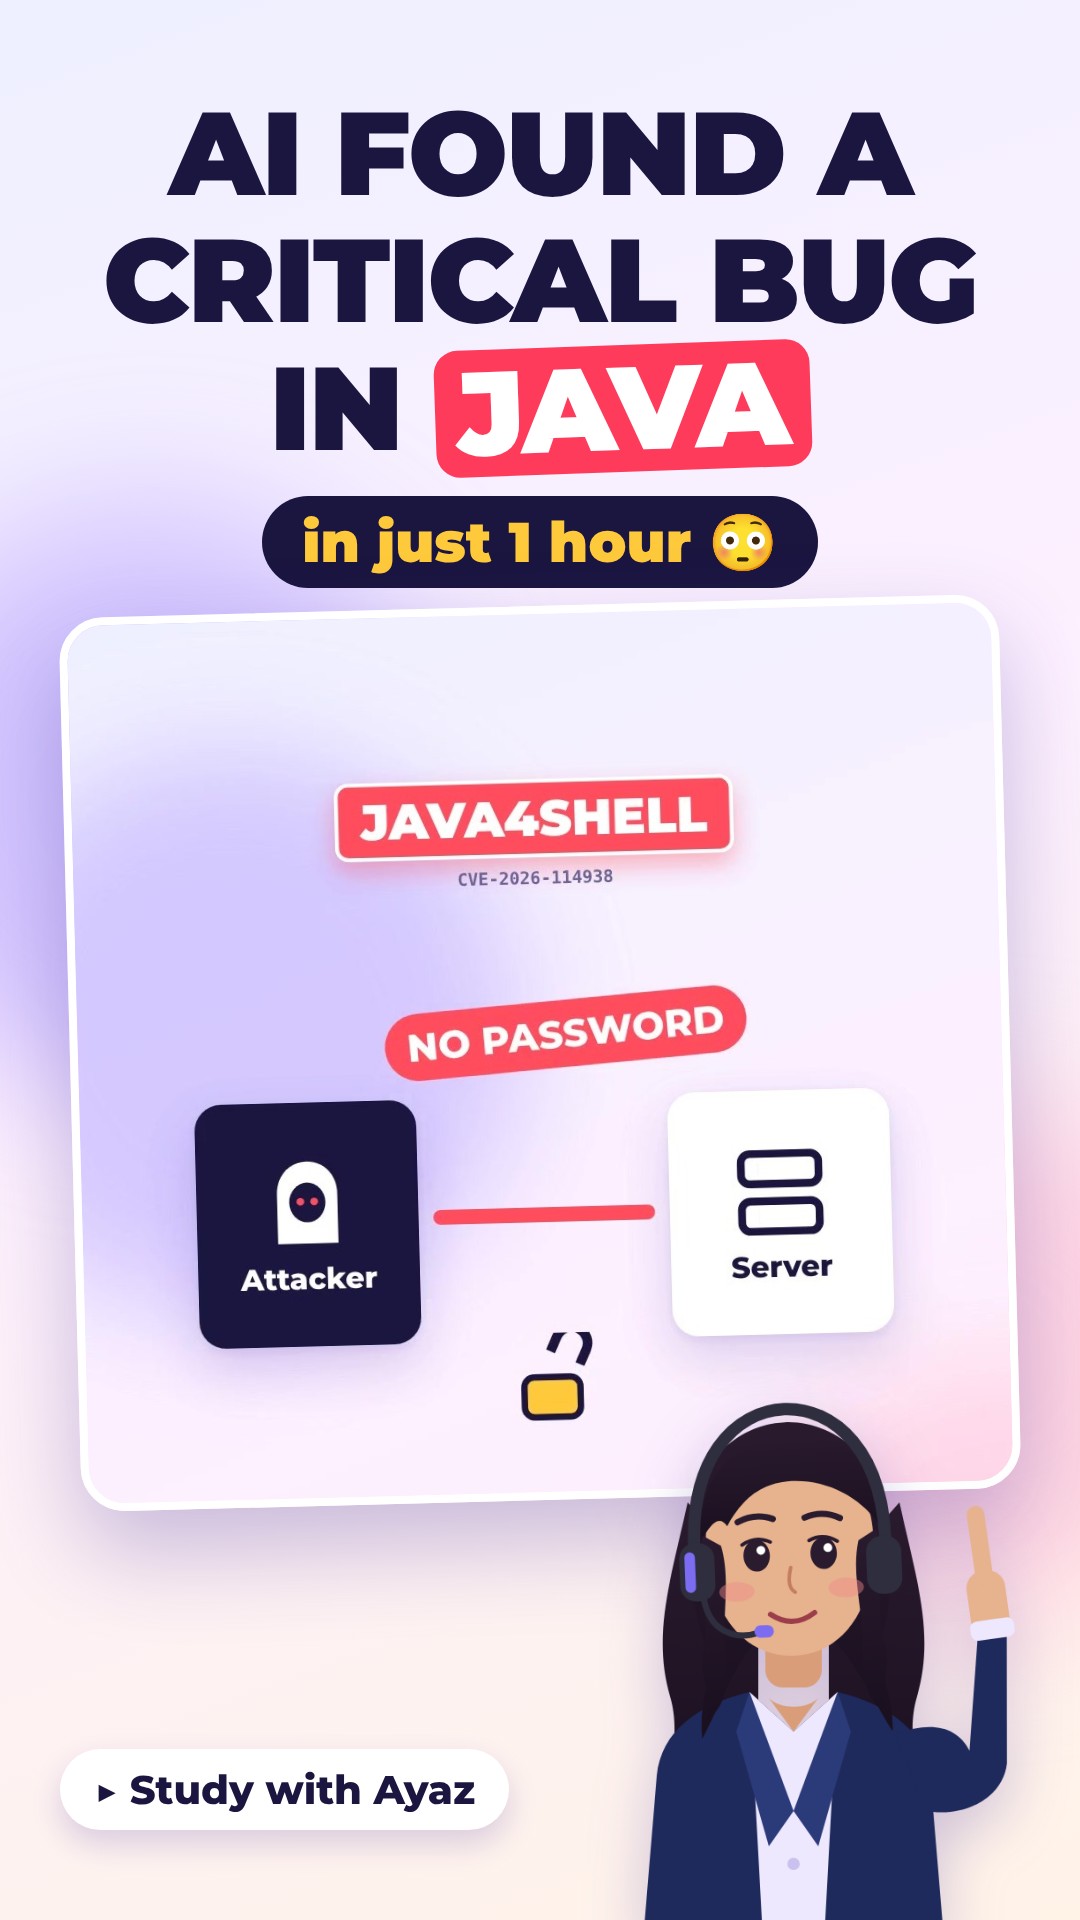 AI FOUND A
CRITICAL BUG
IN JAVA
in just 1 hour 😳
JAVA4SHELL
CVE-2026-114938
NO PASSWORD
Attacker
Server
▸ Study with Ayaz